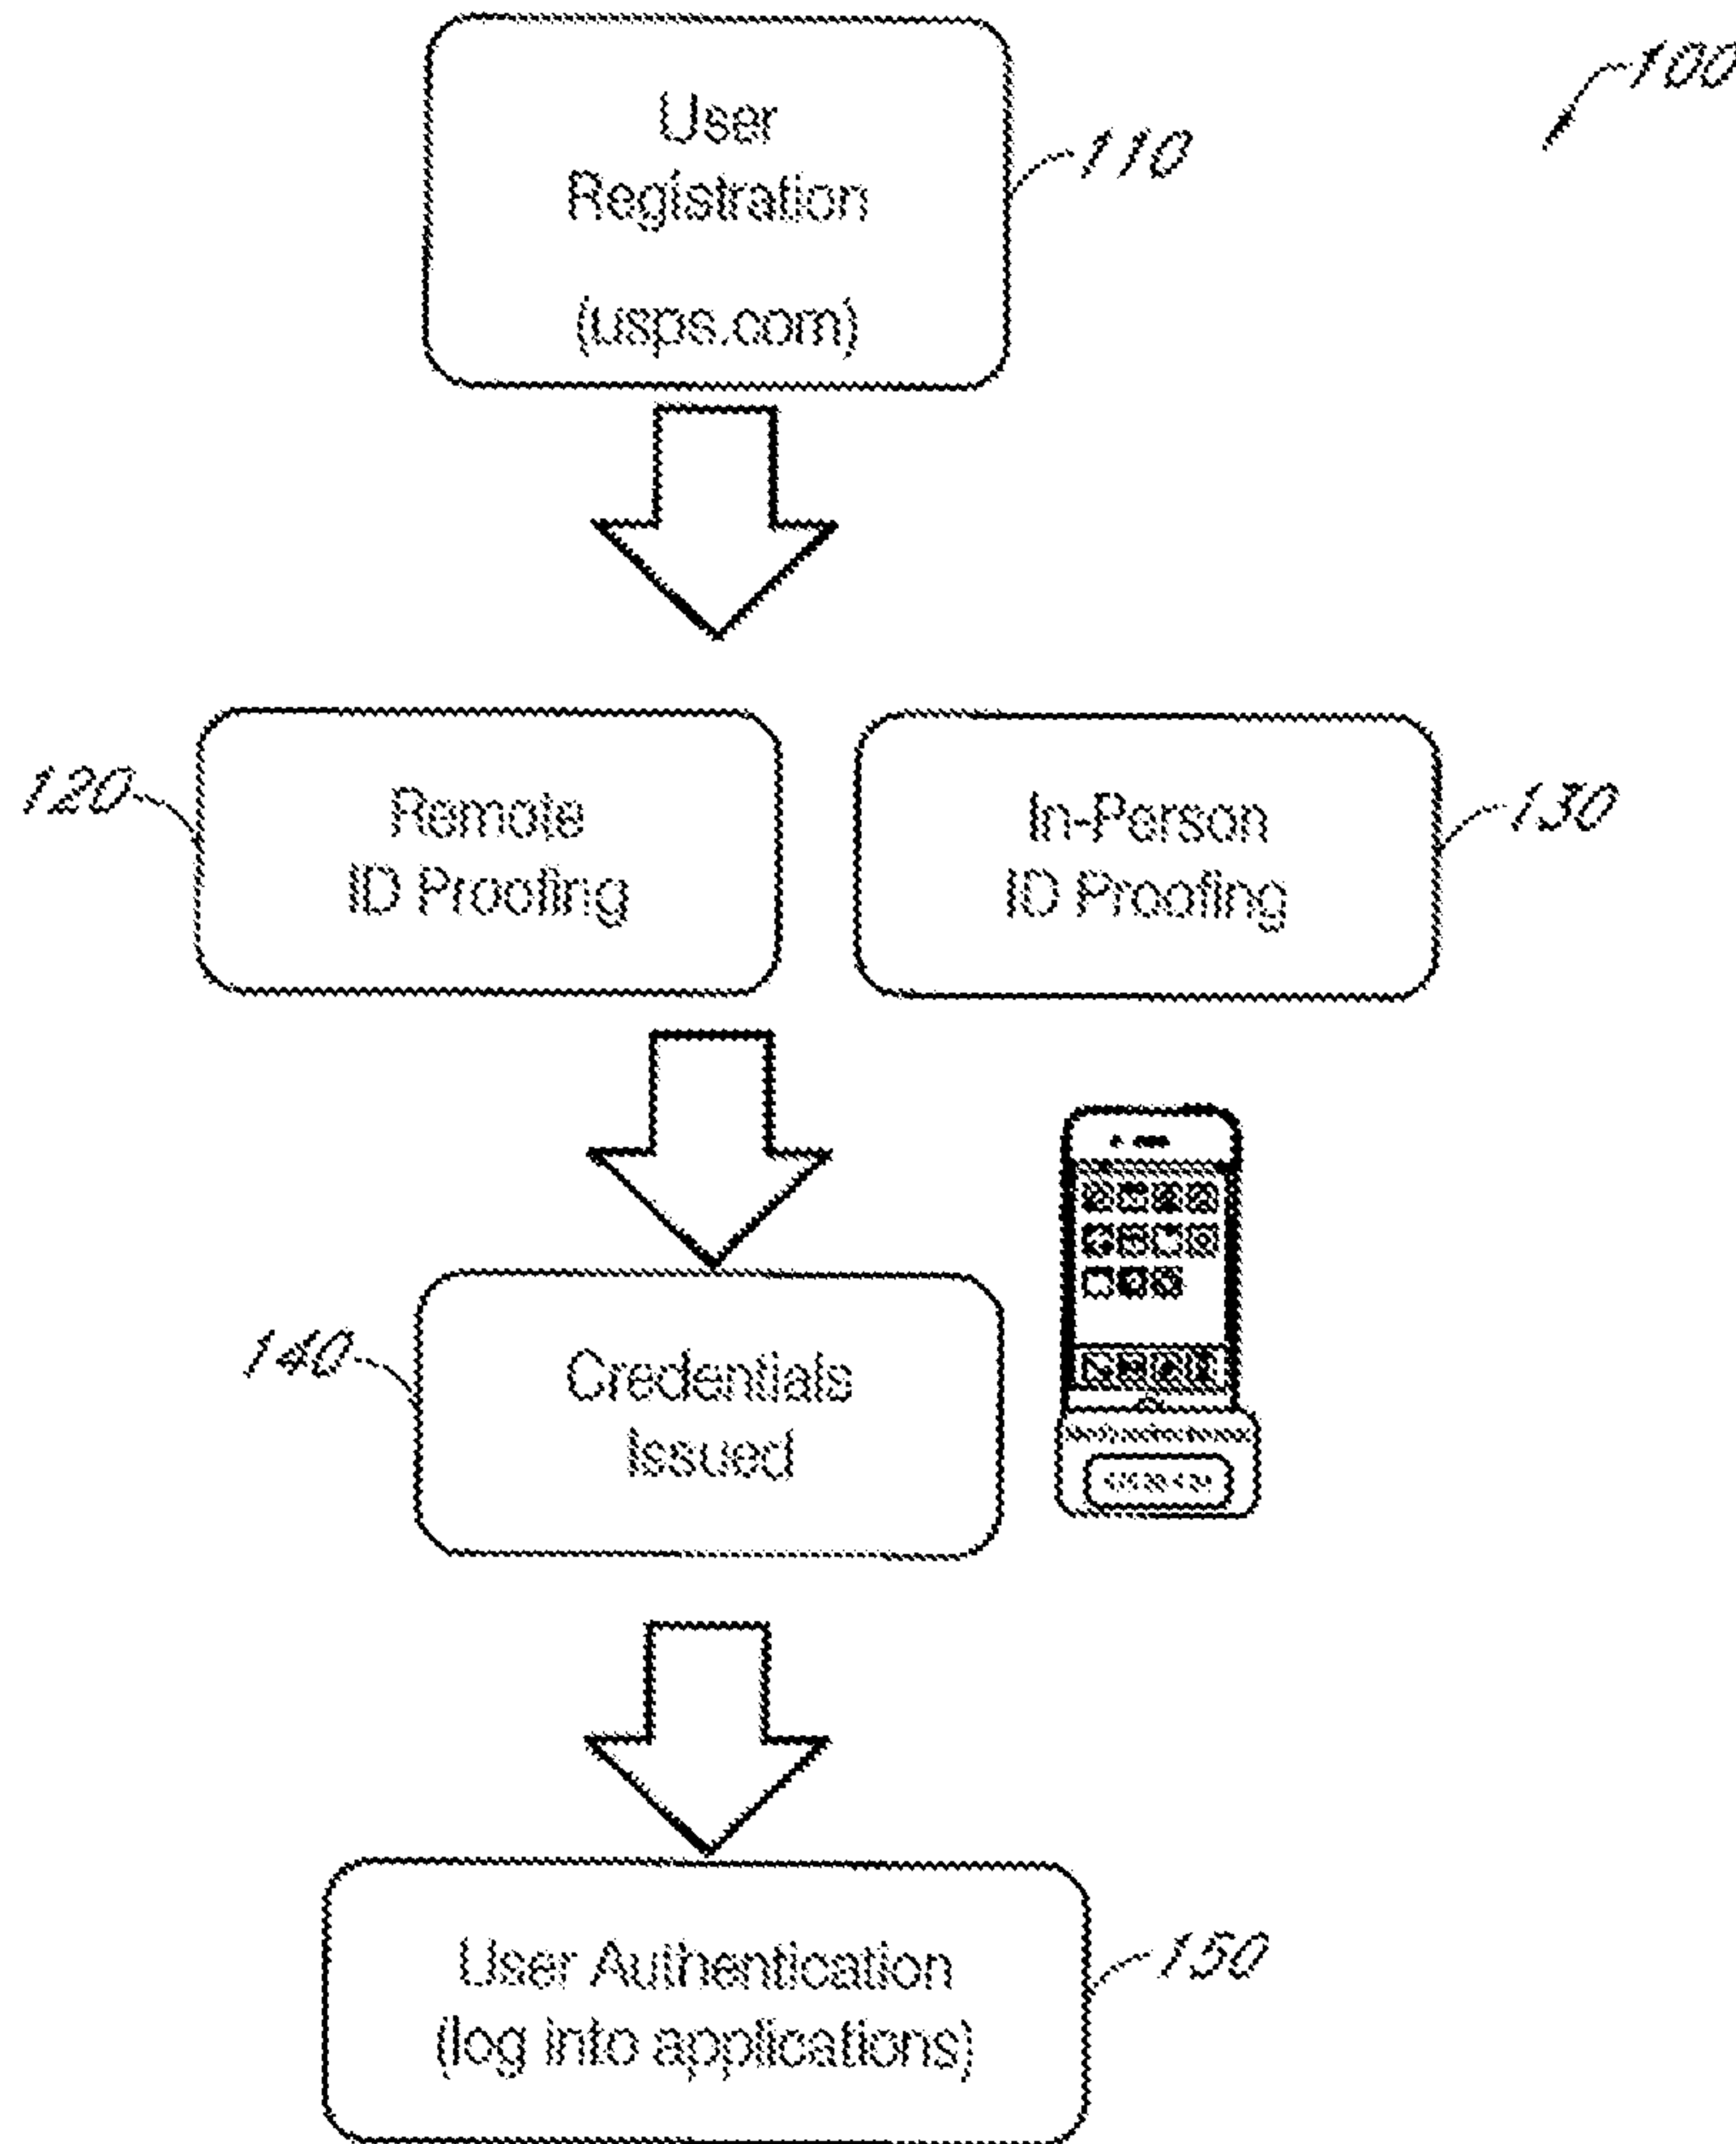 100
User
Registration
(usps.com)
110
120
Remote
ID Proofing
In-Person
ID Proofing
130
140
Credentials
Issued
User Authentication
(log into applications)
150